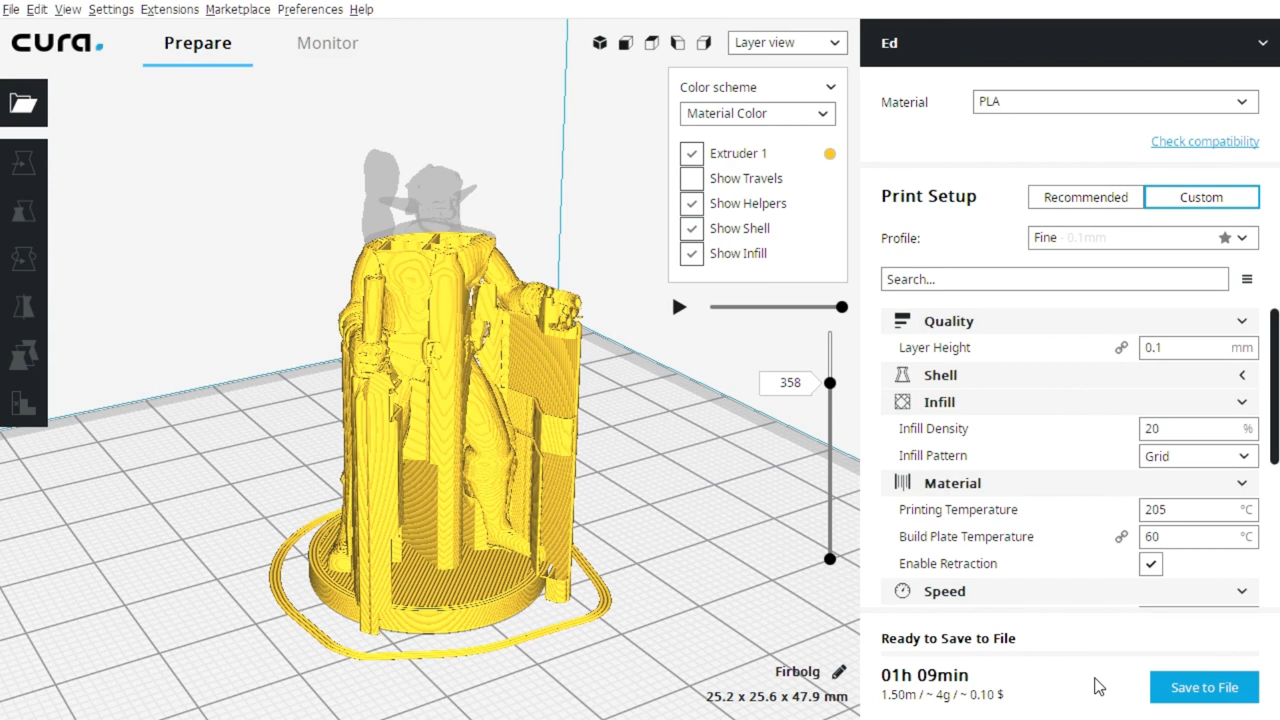 File Edit View Settings Extensions Marketplace Preferences Help
cura.
Prepare
Monitor
Layer view
Color scheme
Material Color
Extruder 1
Show Travels
Show Helpers
Show Shell
Show Infill
358
Firbolg
25.2 x 25.6 x 47.9 mm
Ed
Material
PLA
Check compatibility
Print Setup
Recommended
Custom
Profile:
Fine - 0.1mm
Search...
Quality
Layer Height
0.1 mm
Shell
Infill
Infill Density
20 %
Infill Pattern
Grid
Material
Printing Temperature
205 °C
Build Plate Temperature
60 °C
Enable Retraction
Speed
Ready to Save to File
01h 09min
1.50m / ~ 4g / ~ 0.10 $
Save to File